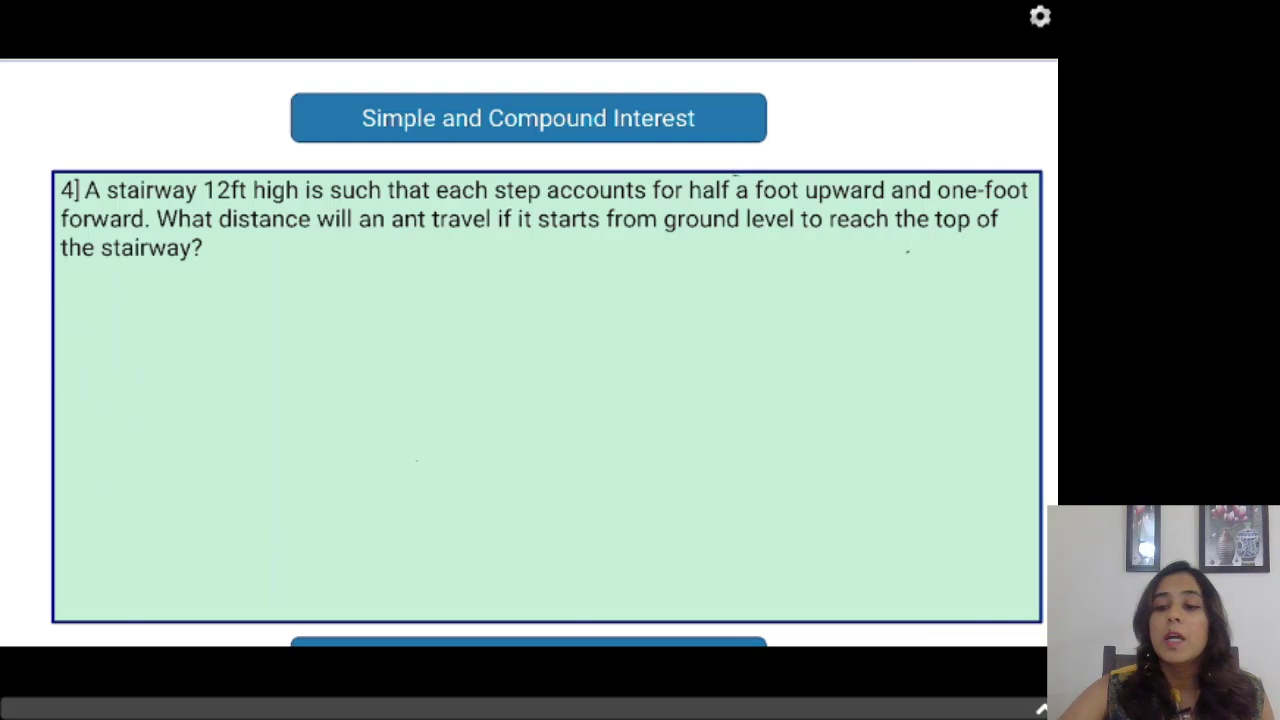 Simple and Compound Interest
4] A stairway 12ft high is such that each step accounts for half a foot upward and one-foot
forward. What distance will an ant travel if it starts from ground level to reach the top of
the stairway?